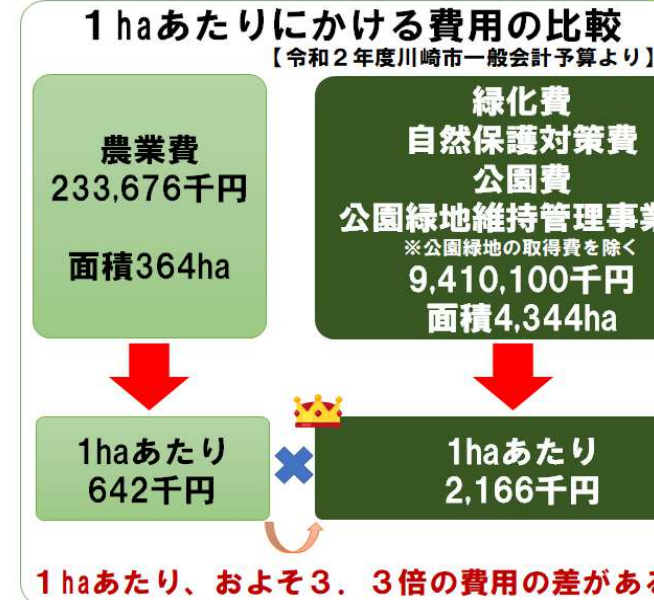 1haあたりにかける費用の比較
【令和2年度川崎市一般会計予算より】
農業費
233,676千円
面積364ha
緑化費
自然保護対策費
公園費
公園緑地維持管理事業
※公園緑地の取得費を除く
9,410,100千円
面積4,344ha
1haあたり
642千円
1haあたり
2,166千円
1haあたり、およそ3.3倍の費用の差がある